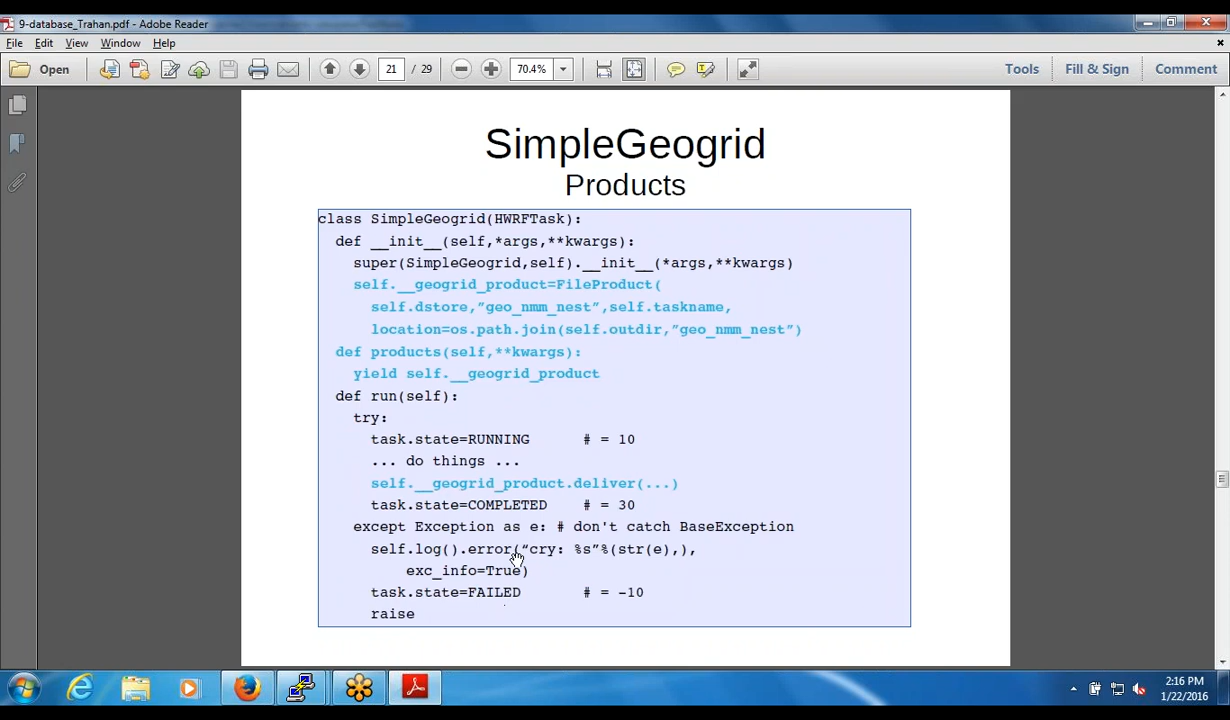 9-database_Trahan.pdf - Adobe Reader
File Edit View Window Help
Open 21 / 29 70.4% Tools Fill & Sign Comment
SimpleGeogrid
Products
class SimpleGeogrid(HWRFTask):
def __init__(self,*args,**kwargs):
super(SimpleGeogrid,self).__init__(*args,**kwargs)
self.__geogrid_product=FileProduct(
self.dstore,”geo_nmm_nest”,self.taskname,
location=os.path.join(self.outdir,”geo_nmm_nest”)
def products(self,**kwargs):
yield self.__geogrid_product
def run(self):
try:
task.state=RUNNING # = 10
... do things ...
self.__geogrid_product.deliver(...)
task.state=COMPLETED # = 30
except Exception as e: # don't catch BaseException
self.log().error(“cry: %s”%(str(e),),
exc_info=True)
task.state=FAILED # = -10
raise
2:16 PM
1/22/2016